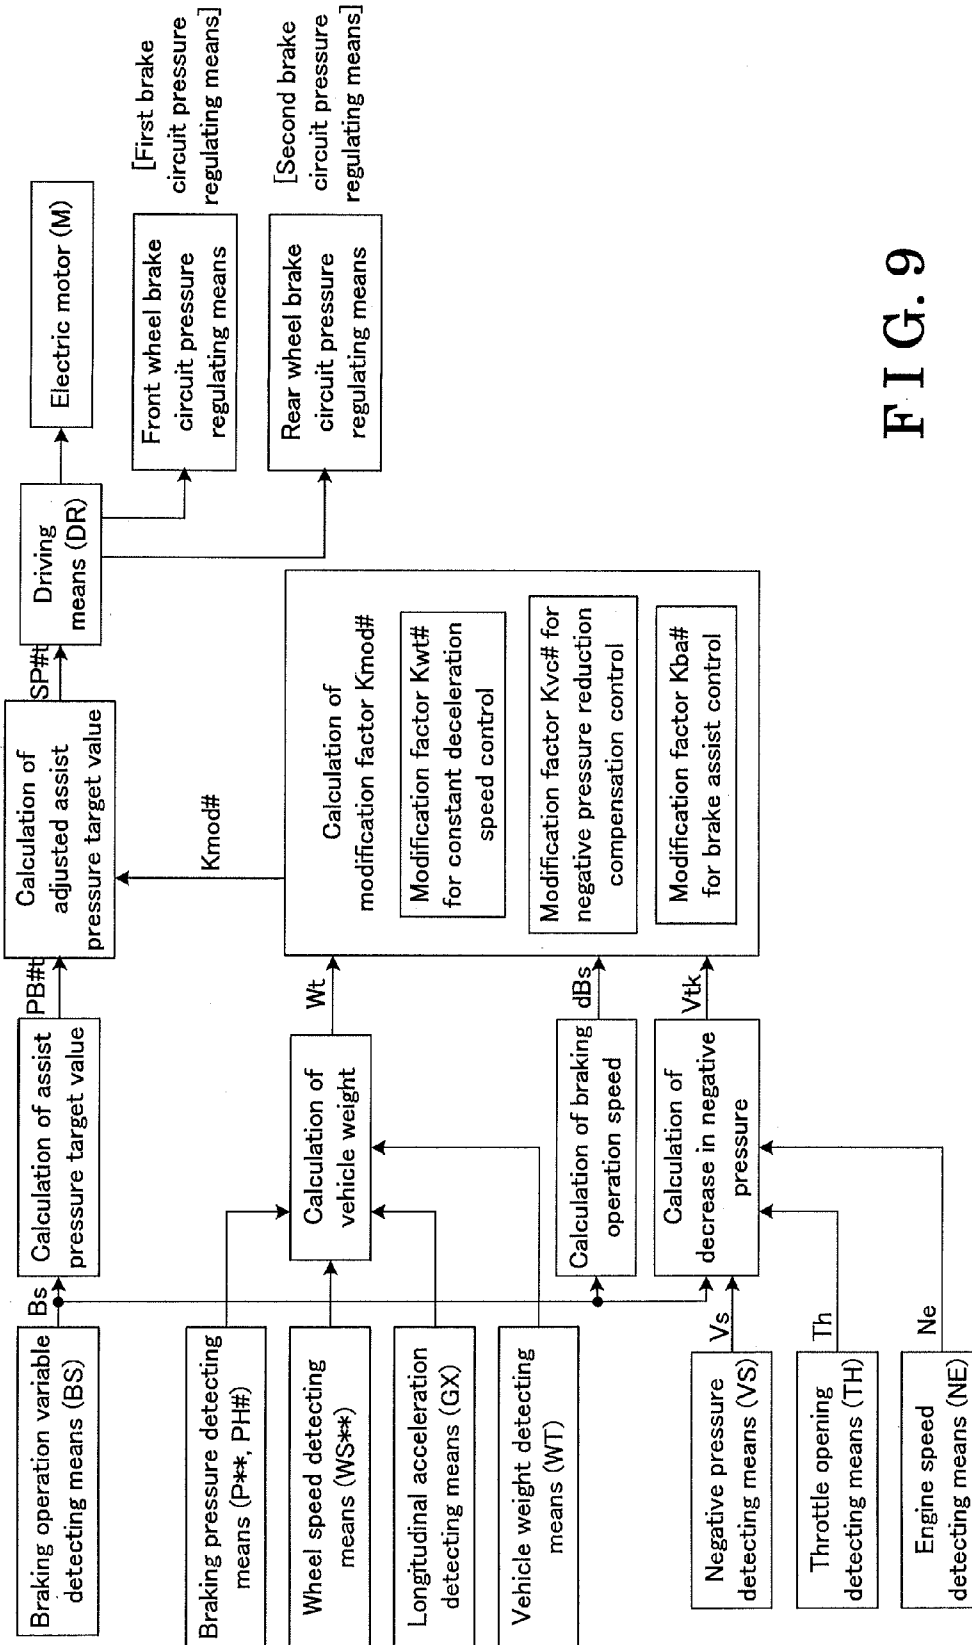 Braking operation variable
detecting means (BS)
Bs
Calculation of assist
pressure target value
PB#t
Calculation of
adjusted assist
pressure target value
SP#t
Driving
means (DR)
Electric motor (M)
Front wheel brake
circuit pressure
regulating means
[First brake
circuit pressure
regulating means]
Rear wheel brake
circuit pressure
regulating means
[Second brake
circuit pressure
regulating means]
Kmod#
Braking pressure detecting
means (P**, PH#)
Wheel speed detecting
means (WS**)
Longitudinal acceleration
detecting means (GX)
Vehicle weight detecting
means (WT)
Calculation of
vehicle weight
Wt
Calculation of braking
operation speed
dBs
Negative pressure
detecting means (VS)
Vs
Throttle opening
detecting means (TH)
Th
Engine speed
detecting means (NE)
Ne
Calculation of
decrease in negative
pressure
Vtk
Calculation of
modification factor Kmod#
Modification factor Kwt#
for constant deceleration
speed control
Modification factor Kvc# for
negative pressure reduction
compensation control
Modification factor Kba#
for brake assist control
FIG. 9